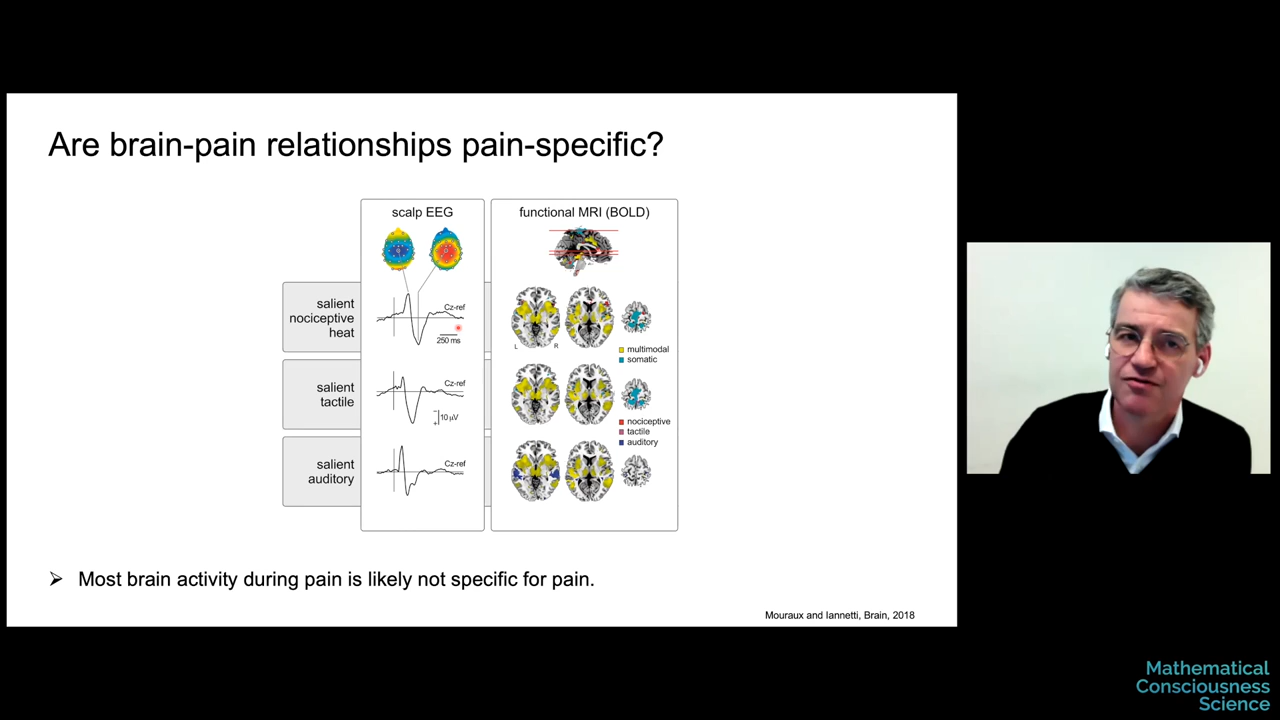 Are brain-pain relationships pain-specific?
scalp EEG
functional MRI (BOLD)
salient
nociceptive
heat
Cz-ref
250 ms
L
R
multimodal
somatic
salient
tactile
Cz-ref
10 µV
nociceptive
tactile
auditory
salient
auditory
Cz-ref
➢ Most brain activity during pain is likely not specific for pain.
Mouraux and Iannetti, Brain, 2018
Mathematical
Consciousness
Science